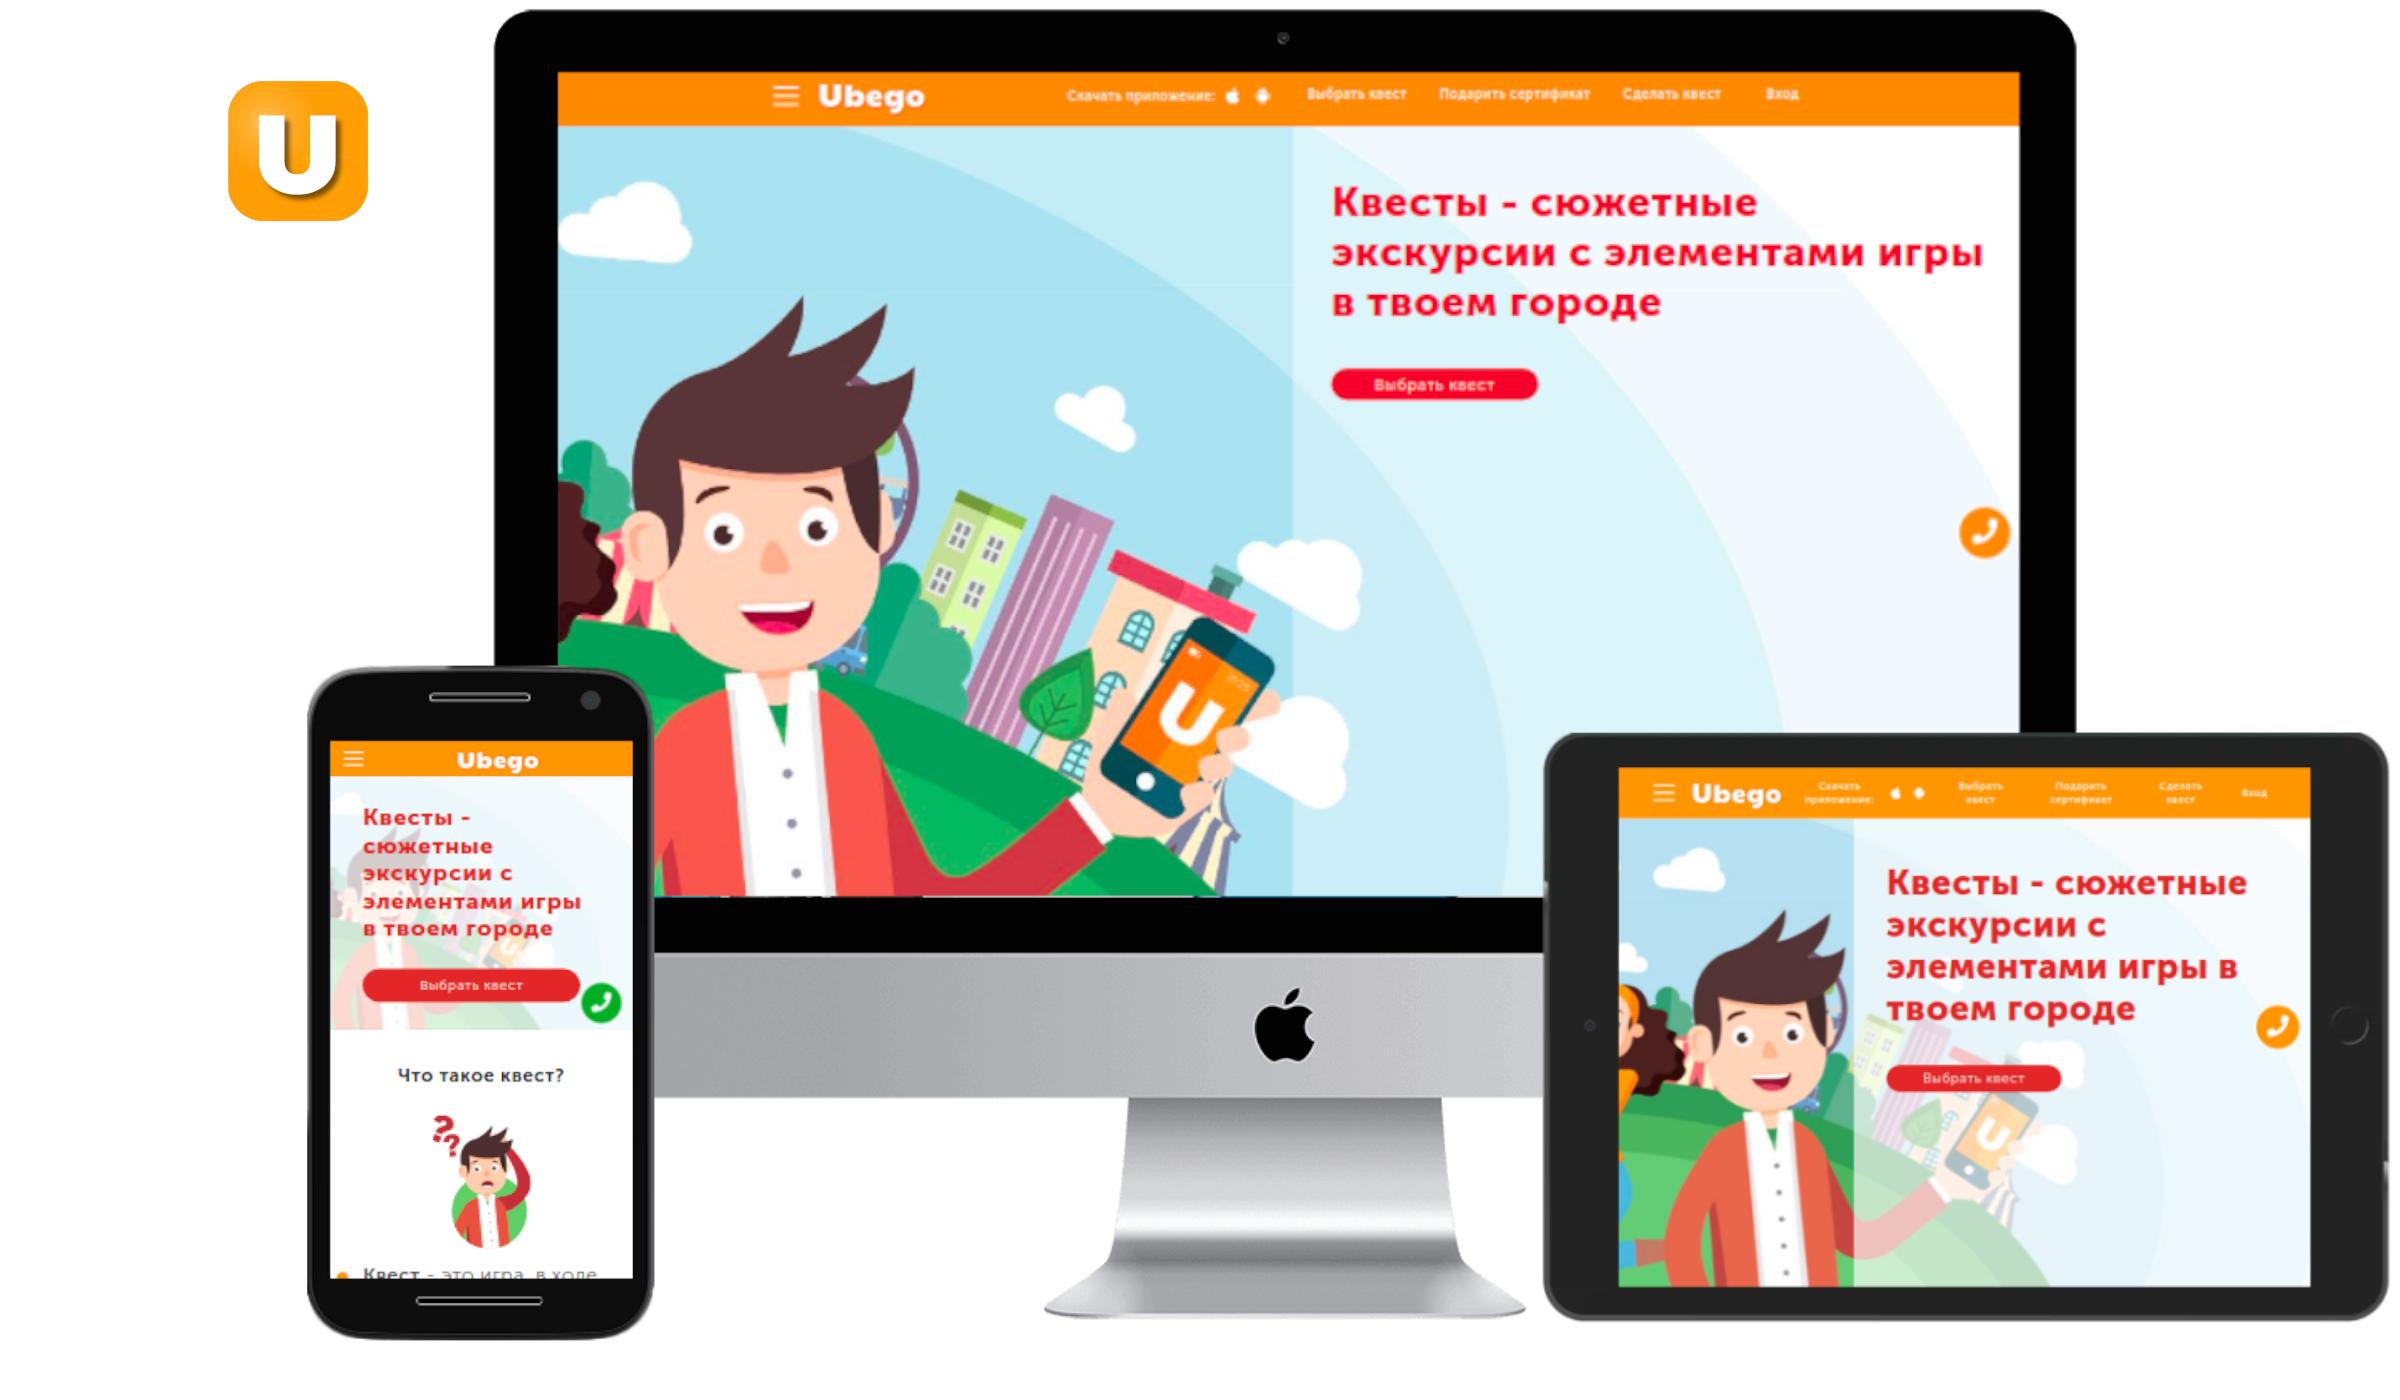 U
Ubego
Скачать приложение:
Выбрать квест
Подарить сертификат
Сделать квест
Вход
Квесты - сюжетные
экскурсии с элементами игры
в твоем городе
Выбрать квест
U
Ubego
Квесты -
сюжетные
экскурсии с
элементами игры
в твоем городе
Выбрать квест
Что такое квест?
??
Квест - это игра, в ходе
Ubego
Скачать
приложение:
Выбрать
квест
Подарить
сертификат
Сделать
квест
Вход
Квесты - сюжетные
экскурсии с
элементами игры в
твоем городе
Выбрать квест
U